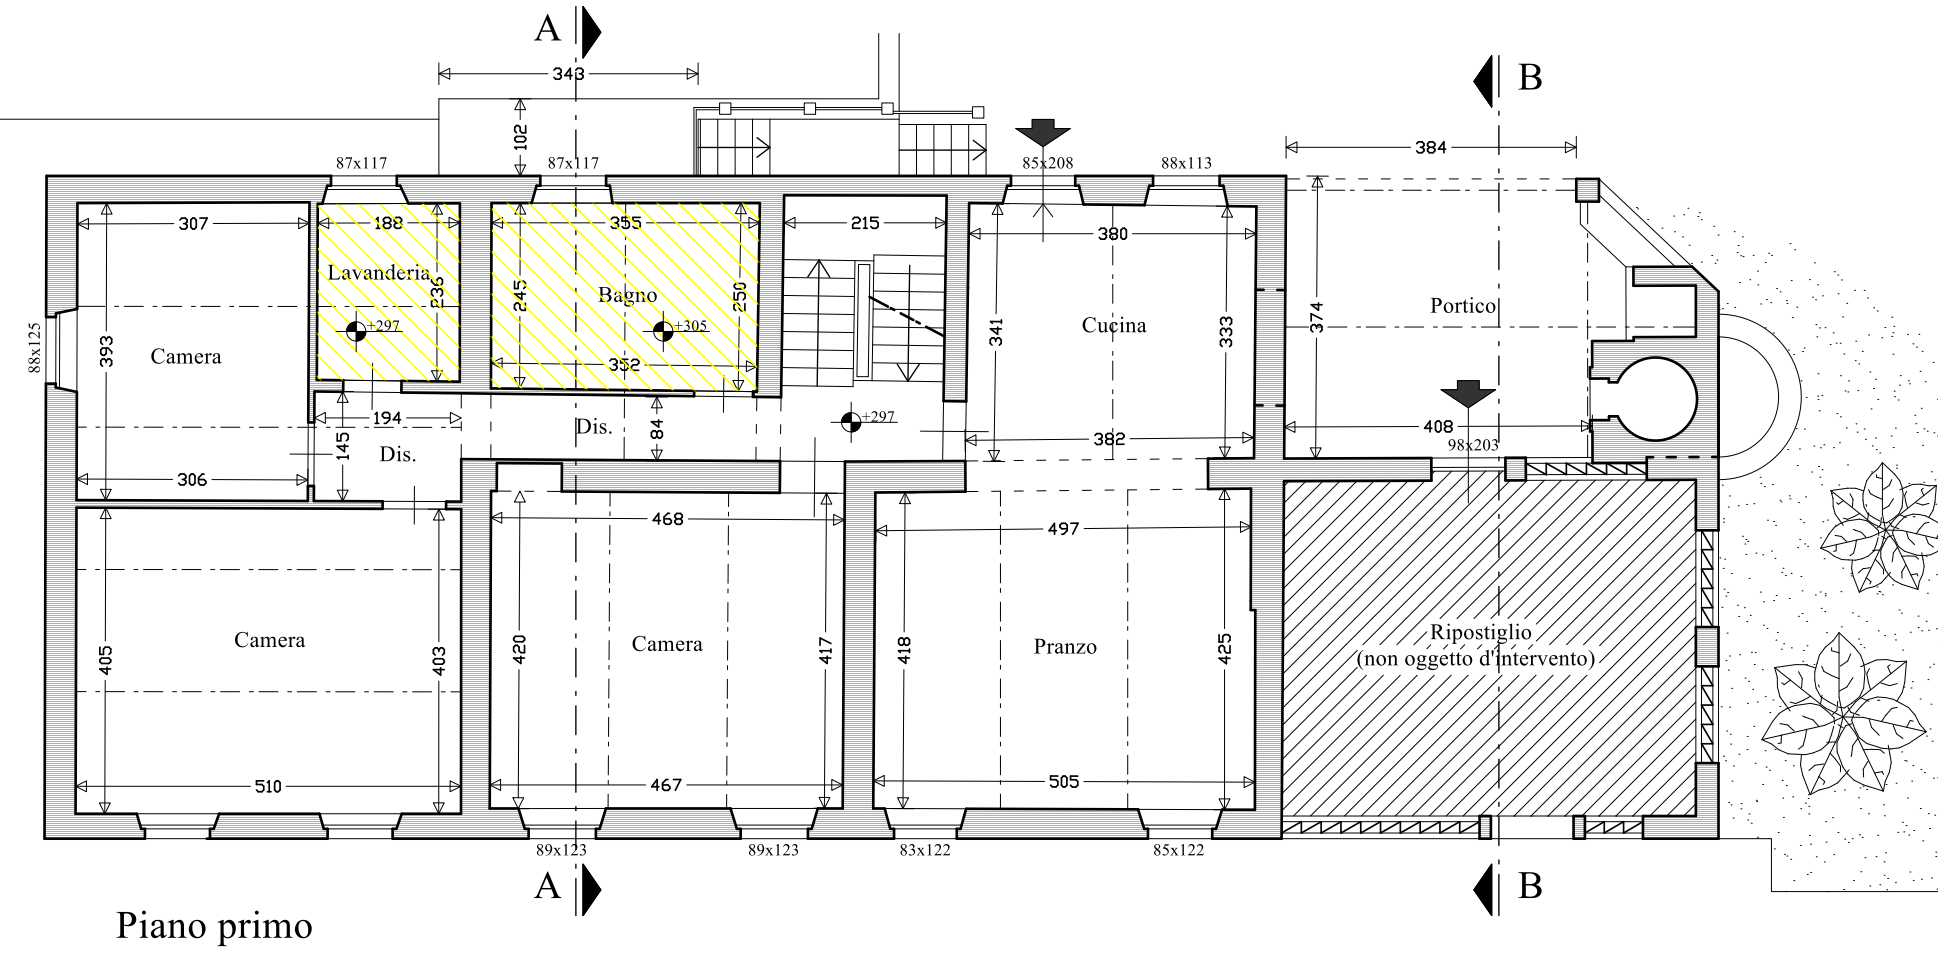 A
B
343
102
384
87x117
87x117
85x208
88x113
307
188
355
215
380
Lavanderia
236
245
Bagno
250
+297
+305
88x125
393
Camera
352
341
Cucina
333
374
Portico
194
145
Dis.
Dis.
84
+297
382
408
98x203
306
468
497
405
Camera
403
420
Camera
417
418
Pranzo
425
Ripostiglio
(non oggetto d'intervento)
510
467
505
89x123
89x123
83x122
85x122
A
B
Piano primo